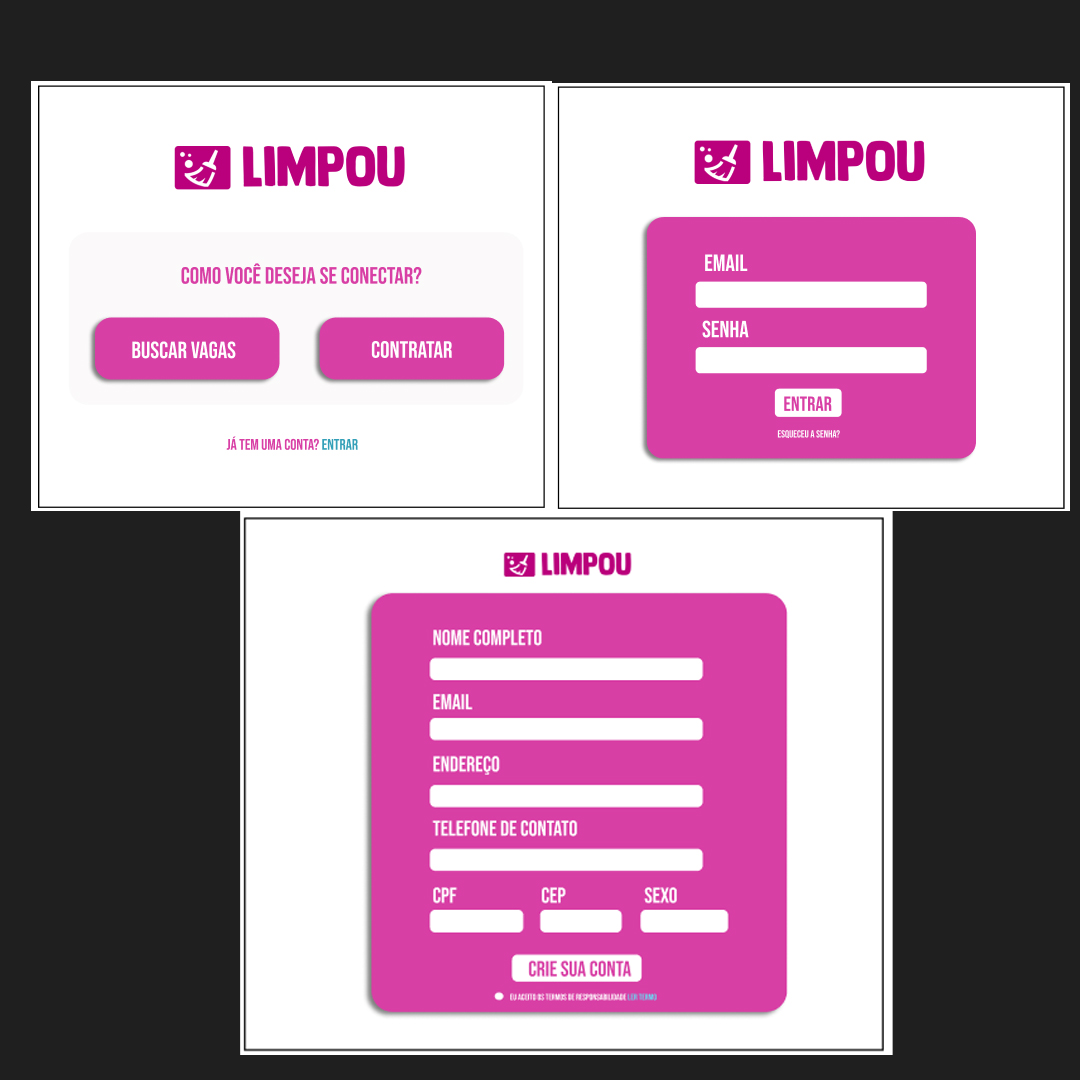 LIMPOU
COMO VOCÊ DESEJA SE CONECTAR?
BUSCAR VAGAS
CONTRATAR
JÁ TEM UMA CONTA? ENTRAR
LIMPOU
EMAIL
SENHA
ENTRAR
ESQUECEU A SENHA?
LIMPOU
NOME COMPLETO
EMAIL
ENDEREÇO
TELEFONE DE CONTATO
CPF CEP SEXO
CRIE SUA CONTA
EU ACEITO OS TERMOS DE RESPONSABILIDADE LER TERMO